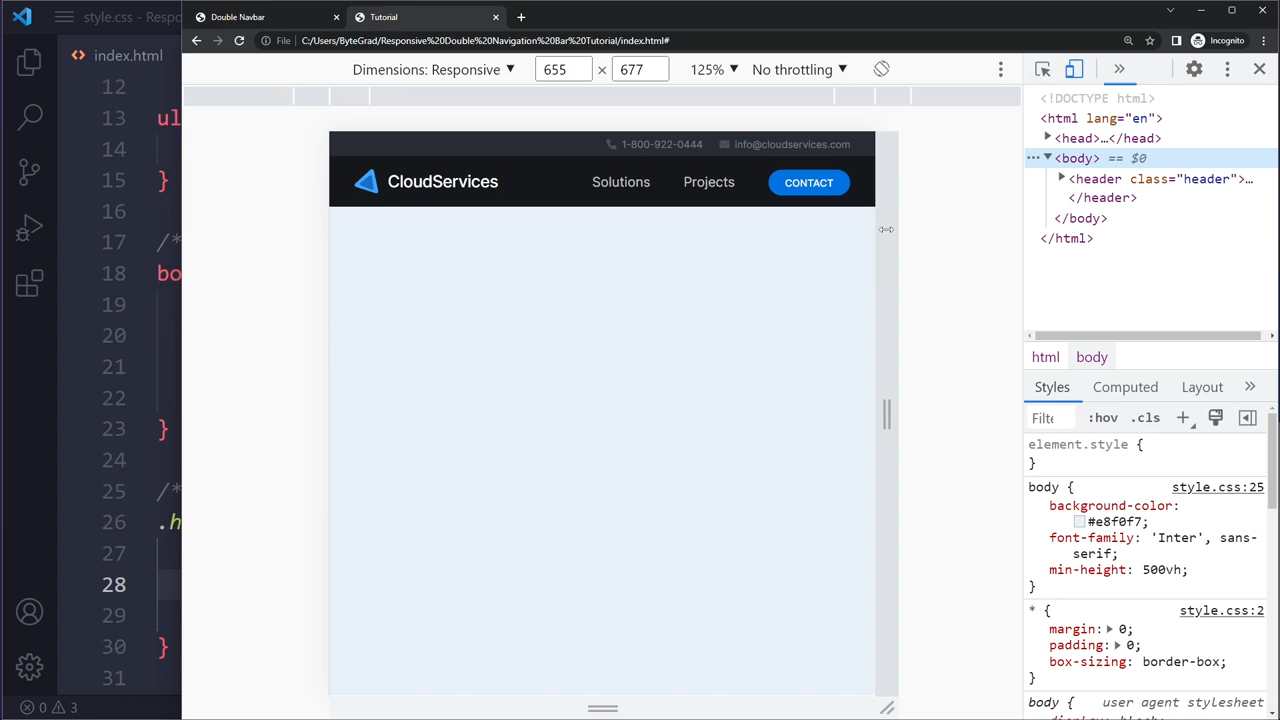 style.css - Respo
Double Navbar
Tutorial
File
C:/Users/ByteGrad/Responsive%20Double%20Navigation%20Bar%20Tutorial/index.html#
Incognito
index.html
Dimensions: Responsive
655 × 677
125%
No throttling
12
13 ul
14
15 }
16
17 /*
18 bo
19
20
21
22
23 }
24
25 /*
26 .h
27
28
29
30 }
31
0 3
1-800-922-0444
info@cloudservices.com
CloudServices
Solutions
Projects
CONTACT
<!DOCTYPE html>
<html lang="en">
<head>…</head>
<body> == $0
<header class="header">…
</header>
</body>
</html>
html body
Styles Computed Layout
Filte :hov .cls
element.style {
}
body { style.css:25
background-color:
#e8f0f7;
font-family: 'Inter', sans-
serif;
min-height: 500vh;
}
* { style.css:2
margin: 0;
padding: 0;
box-sizing: border-box;
}
body { user agent stylesheet